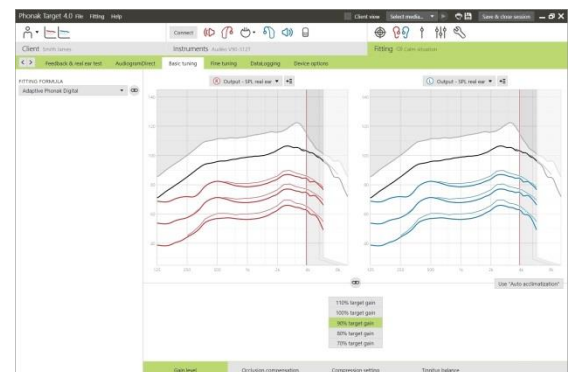 Phonak Target 4.0 File Fitting Help
Client view Select media... Save & close session
Connect
Client Smith James Instruments Audéo V90-312T Fitting Calm situation
Feedback & real ear test AudiogramDirect Basic tuning Fine tuning DataLogging Device options
FITTING FORMULA
Adaptive Phonak Digital
R Output - SPL real ear
L Output - SPL real ear
Use "Auto acclimatization"
110% target gain
100% target gain
90% target gain
80% target gain
70% target gain
Gain level Occlusion compensation Compression setting Tinnitus balance